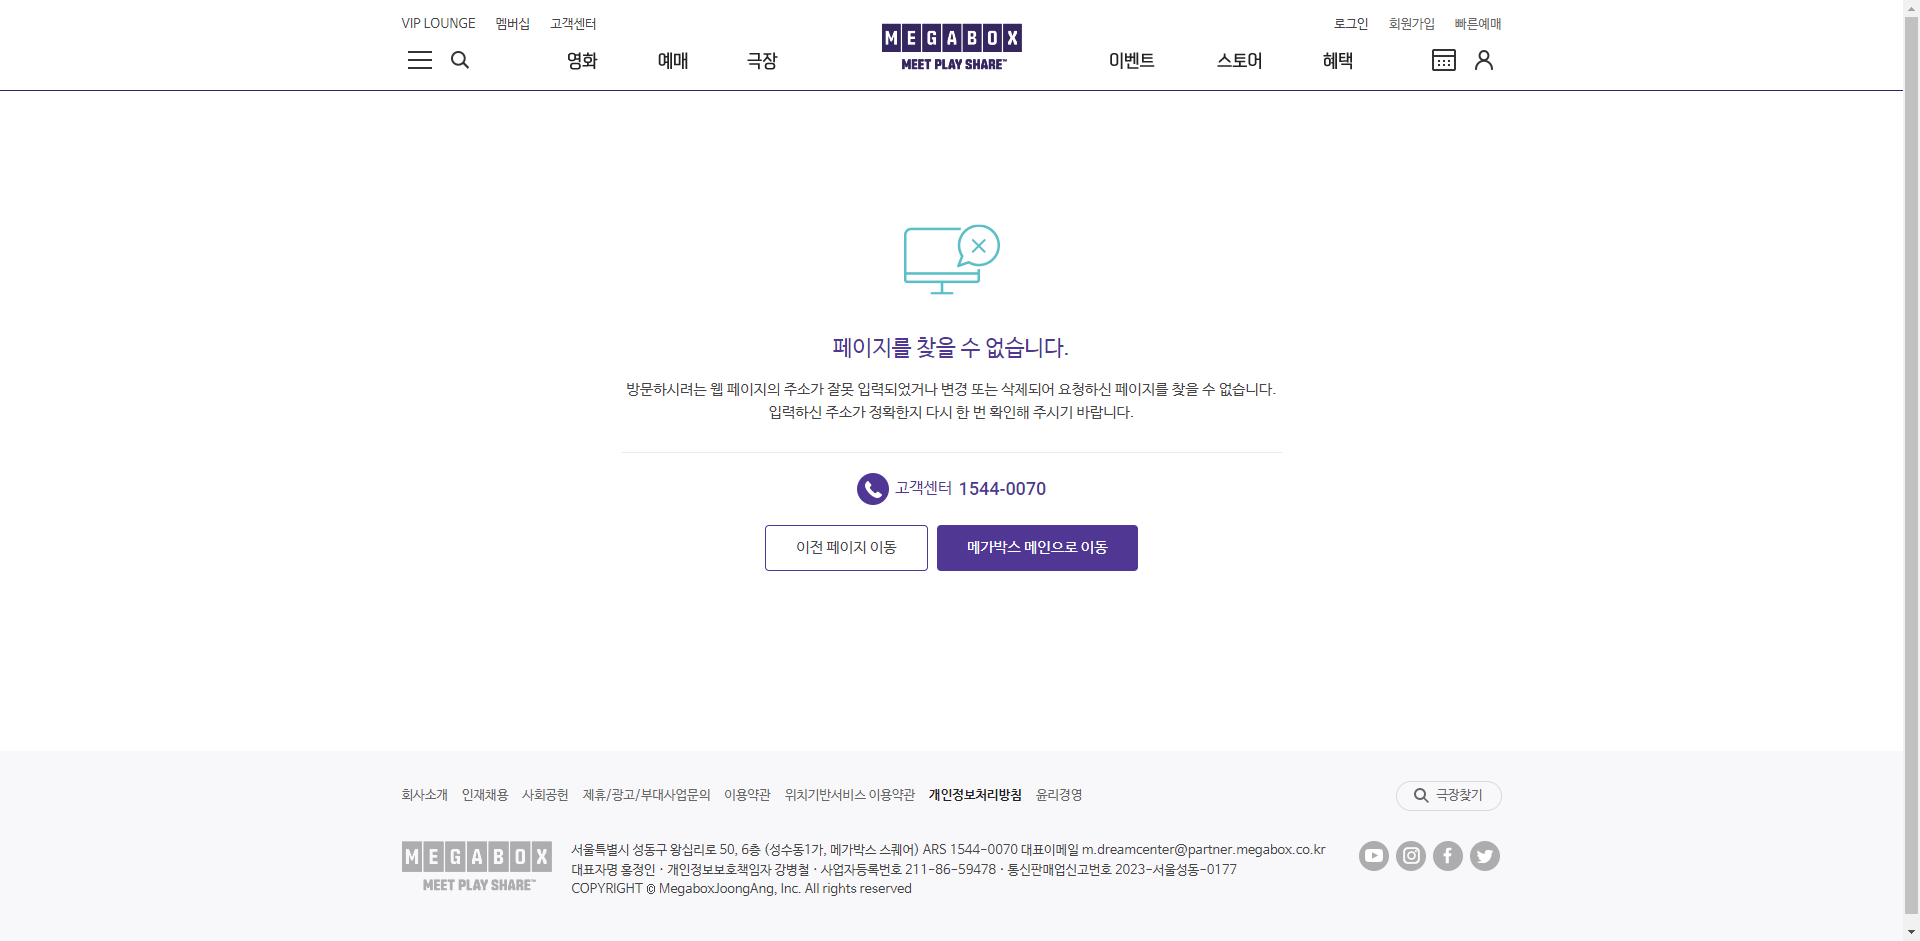 VIP LOUNGE 멤버십 고객센터
로그인 회원가입 빠른예매
영화 예매 극장
MEGABOX
MEET PLAY SHARE™
이벤트 스토어 혜택
페이지를 찾을 수 없습니다.
방문하시려는 웹 페이지의 주소가 잘못 입력되었거나 변경 또는 삭제되어 요청하신 페이지를 찾을 수 없습니다.
입력하신 주소가 정확한지 다시 한 번 확인해 주시기 바랍니다.
고객센터 1544-0070
이전 페이지 이동
메가박스 메인으로 이동
회사소개 인재채용 사회공헌 제휴/광고/부대사업문의 이용약관 위치기반서비스 이용약관 개인정보처리방침 윤리경영
극장찾기
MEGABOX
MEET PLAY SHARE™
서울특별시 성동구 왕십리로 50, 6층 (성수동1가, 메가박스 스퀘어) ARS 1544-0070 대표이메일 m.dreamcenter@partner.megabox.co.kr
대표자명 홍정인 · 개인정보보호책임자 강병철 · 사업자등록번호 211-86-59478 · 통신판매업신고번호 2023-서울성동-0177
COPYRIGHT © MegaboxJoongAng, Inc. All rights reserved